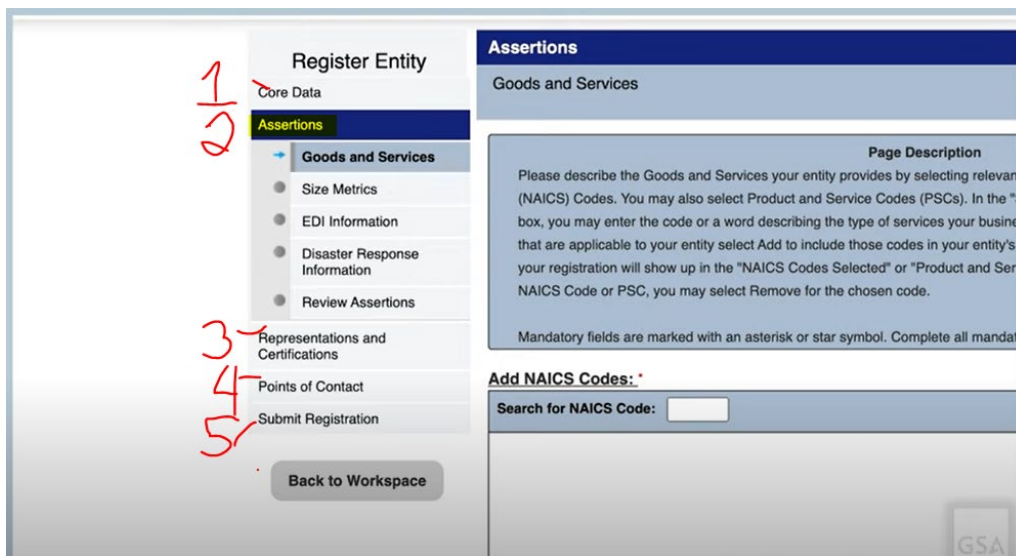 Register Entity
1
Core Data
2
Assertions
Goods and Services
Size Metrics
EDI Information
Disaster Response
Information
Review Assertions
3
Representations and
Certifications
4
Points of Contact
5
Submit Registration
Back to Workspace
Assertions
Goods and Services
Page Description
Please describe the Goods and Services your entity provides by selecting
(NAICS) Codes. You may also select Product and Service Codes (PSCs). In the "
box, you may enter the code or a word describing the type of services your
that are applicable to your entity select Add to include those codes in your entity's
your registration will show up in the "NAICS Codes Selected" or "Product and
NAICS Code or PSC, you may select Remove for the chosen code.
Mandatory fields are marked with an asterisk or star symbol. Complete all
Add NAICS Codes: *
Search for NAICS Code:
GSA